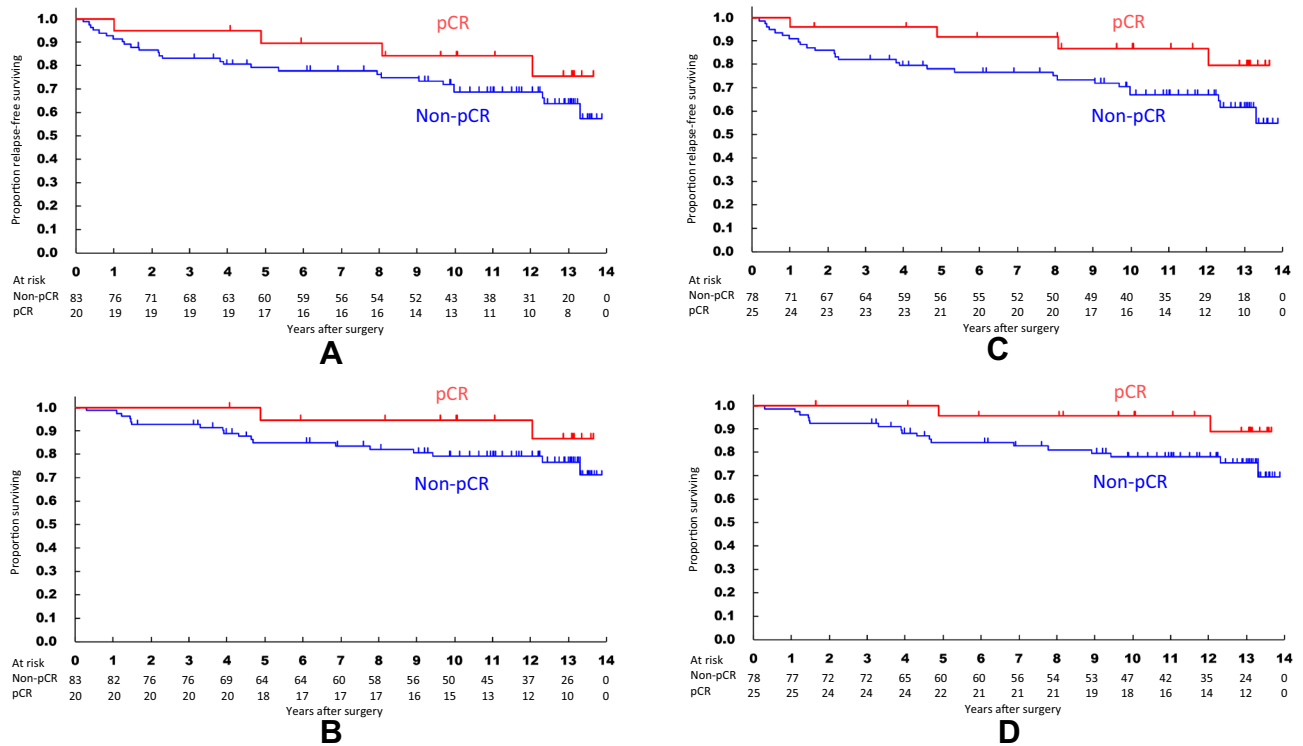 pCR
Non-pCR
Proportion relapse-free surviving
1.0
0.9
0.8
0.7
0.6
0.5
0.4
0.3
0.2
0.1
0.0
At risk 0 1 2 3 4 5 6 7 8 9 10 11 12 13 14
Non-pCR 83 76 71 68 63 60 59 56 54 52 43 38 31 20 0
pCR 20 19 19 19 19 17 16 16 16 14 13 11 10 8 0
Years after surgery
A
pCR
Non-pCR
Proportion surviving
1.0
0.9
0.8
0.7
0.6
0.5
0.4
0.3
0.2
0.1
0.0
At risk 0 1 2 3 4 5 6 7 8 9 10 11 12 13 14
Non-pCR 83 82 76 76 69 64 64 60 58 56 50 45 37 26 0
pCR 20 20 20 20 20 18 17 17 17 16 15 13 12 10 0
Years after surgery
B
pCR
Non-pCR
Proportion relapse-free surviving
1.0
0.9
0.8
0.7
0.6
0.5
0.4
0.3
0.2
0.1
0.0
At risk 0 1 2 3 4 5 6 7 8 9 10 11 12 13 14
Non-pCR 78 71 67 64 59 56 55 52 50 49 40 35 29 18 0
pCR 25 24 23 23 23 21 20 20 20 17 16 14 12 10 0
Years after surgery
C
pCR
Non-pCR
Proportion surviving
1.0
0.9
0.8
0.7
0.6
0.5
0.4
0.3
0.2
0.1
0.0
At risk 0 1 2 3 4 5 6 7 8 9 10 11 12 13 14
Non-pCR 78 77 72 72 65 60 60 56 54 53 47 42 35 24 0
pCR 25 25 24 24 24 22 21 21 21 19 18 16 14 12 0
Years after surgery
D